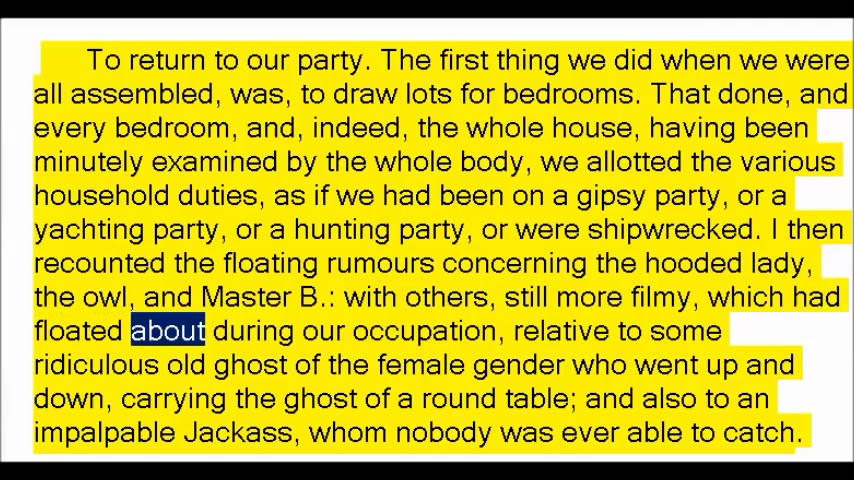 To return to our party. The first thing we did when we were
all assembled, was, to draw lots for bedrooms. That done, and
every bedroom, and, indeed, the whole house, having been
minutely examined by the whole body, we allotted the various
household duties, as if we had been on a gipsy party, or a
yachting party, or a hunting party, or were shipwrecked. I then
recounted the floating rumours concerning the hooded lady,
the owl, and Master B.: with others, still more filmy, which had
floated about during our occupation, relative to some
ridiculous old ghost of the female gender who went up and
down, carrying the ghost of a round table; and also to an
impalpable Jackass, whom nobody was ever able to catch.